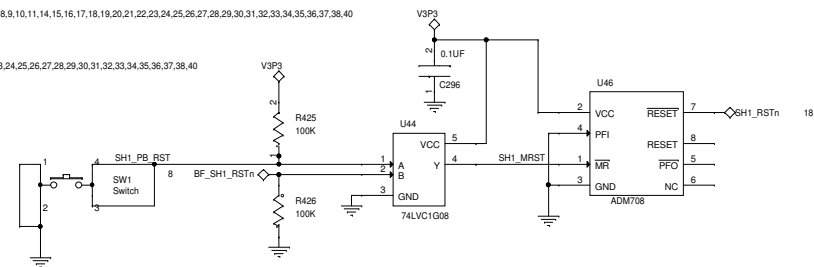 8,9,10,11,14,15,16,17,18,19,20,21,22,23,24,25,26,27,28,29,30,31,32,33,34,35,36,37,38,40
3,24,25,26,27,28,29,30,31,32,33,34,35,36,37,38,40
V3P3
V3P3
2
0.1UF
1
C296
2
R425
100K
1
U44
VCC 5
1 A
2 B
Y 4
3 GND
74LVC1G08
SH1_MRST
U46
2 VCC
4 PFI
1 MR
3 GND
RESET 7
RESET 8
PFO 5
NC 6
ADM708
SH1_RSTn
18
SH1_PB_RST
1
2
4
3
SW1
Switch
8
BF_SH1_RSTn
R426
100K